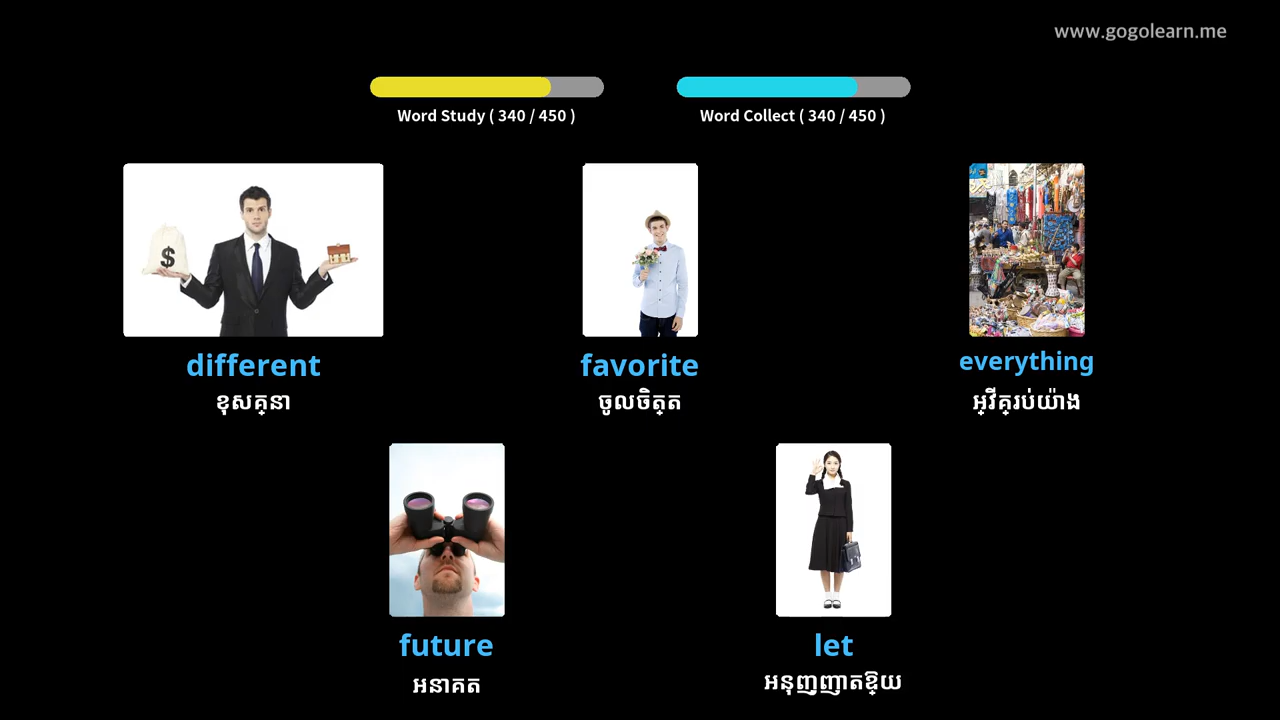 www.gogolearn.me
Word Study ( 340 / 450 )
Word Collect ( 340 / 450 )
$
different
favorite
everything
ខុសគ្នា
ចូលចិត្ត
អ្វីគ្រប់យ៉ាង
future
let
អនាគត
អនុញ្ញាតឱ្យ